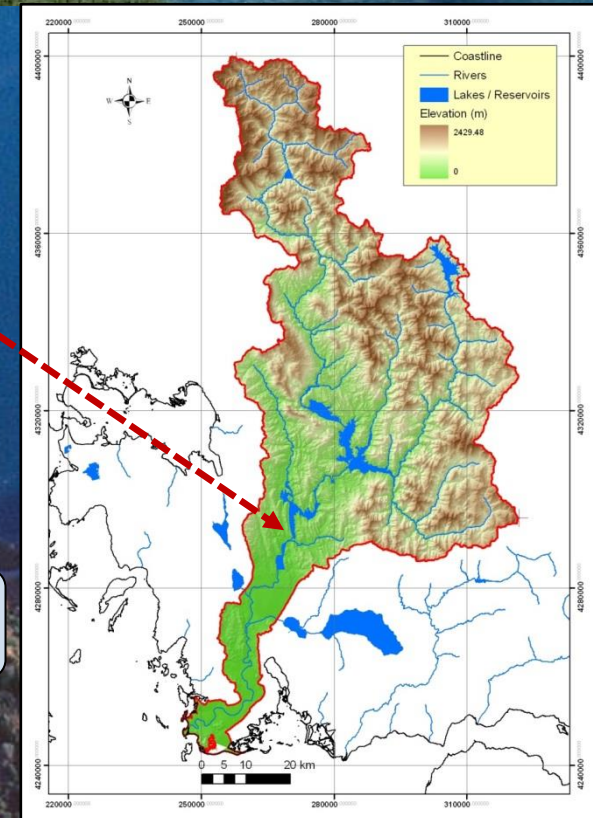 220000 250000 280000 310000
Coastline
Rivers
Lakes / Reservoirs
Elevation (m)
2429.48
0
N
W E
S
4400000 4400000
4360000 4360000
4320000 4320000
4280000 4280000
4240000 4240000
0 5 10 20 km
220000 250000 280000 310000